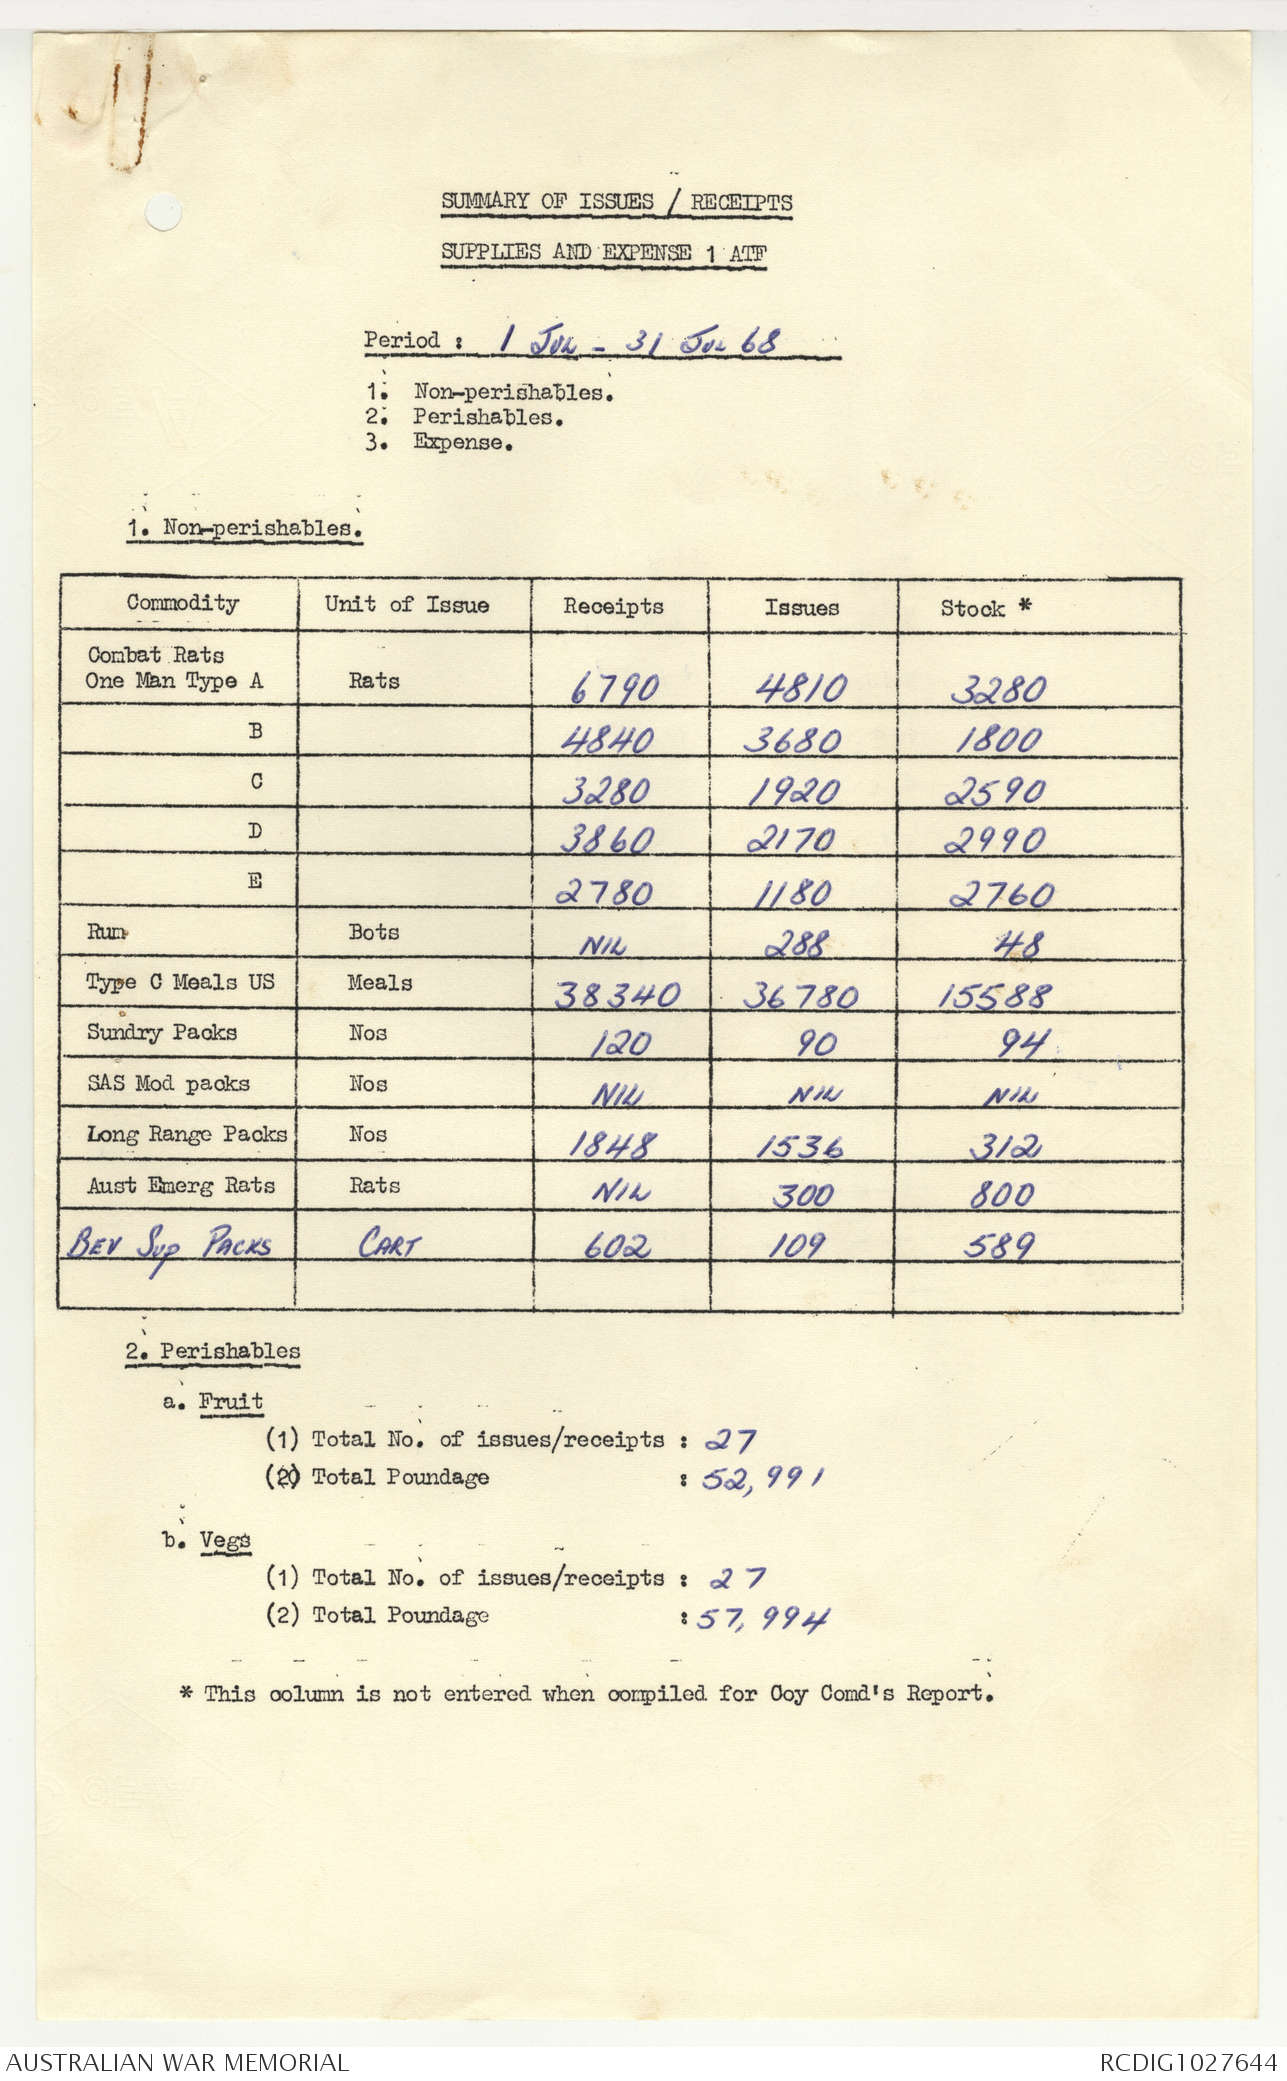 SUMMARY OF ISSUES / RECEIPTS
SUPPLIES AND EXPENSE 1 ATF
Period : 1 JUL - 31 JUL 68
1. Non-perishables.
2. Perishables.
3. Expense.
1. Non-perishables.
Commodity Unit of Issue Receipts Issues Stock *
Combat Rats
One Man Type A Rats 6790 4810 3280
B 4840 3680 1800
C 3280 1920 2590
D 3860 2170 2990
E 2780 1180 2760
Rum Bots NIL 288 48
Type C Meals US Meals 38340 36780 15588
Sundry Packs Nos 120 90 94
SAS Mod packs Nos NIL NIL NIL
Long Range Packs Nos 1848 1536 312
Aust Emerg Rats Rats NIL 300 800
BEV SUP PACKS CART 602 109 589
2. Perishables
a. Fruit
(1) Total No. of issues/receipts : 27
(2) Total Poundage : 52,991
b. Vegs
(1) Total No. of issues/receipts : 27
(2) Total Poundage : 57,994
* This column is not entered when compiled for Coy Comd's Report.
AUSTRALIAN WAR MEMORIAL RCDIG1027644